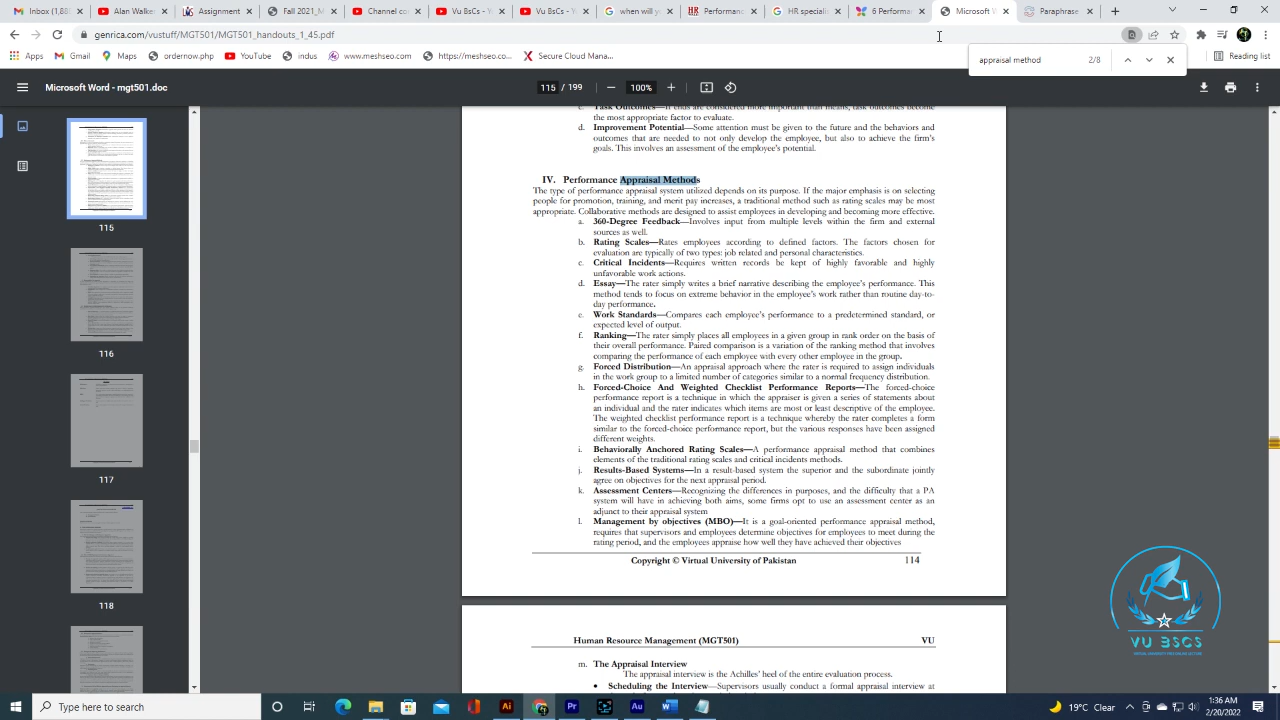 Inbox (1,88
Alan Walke
Assignment
Fall 2021_M
Channel co
Vu BsCs -
VuBsCS - 
when will y
Performanc
HR speciali
6 Performa
Microsoft
Paraphrase
genrica.com/vustuff/MGT501/MGT501_handouts_1_45.pdf
Apps
Gmail
Maps
ordernow.php
YouTube
indus
www.meshseo.com
https://meshseo.co...
Secure Cloud Mana...
appraisal method 2/8
Reading list
Microsoft Word - mgt501.doc
115 / 199
100%
115
116
117
118
c. Task Outcomes—If ends are considered more important than means, task outcomes become
the most appropriate factor to evaluate.
d. Improvement Potential—Some attention must be given to the future and the behaviors and
outcomes that are needed to not only develop the employee, but also to achieve the firm's
goals. This involves an assessment of the employee's potential.
IV. Performance Appraisal Methods
The type of performance appraisal system utilized depends on its purpose. If the major emphasis is on selecting
people for promotion, training, and merit pay increases, a traditional method such as rating scales may be most
appropriate. Collaborative methods are designed to assist employees in developing and becoming more effective.
a. 360-Degree Feedback—Involves input from multiple levels within the firm and external
sources as well.
b. Rating Scales—Rates employees according to defined factors. The factors chosen for
evaluation are typically of two types: job related and personal characteristics.
c. Critical Incidents—Requires written records be kept of highly favorable and highly
unfavorable work actions.
d. Essay—The rater simply writes a brief narrative describing the employee's performance. This
method tends to focus on extreme behavior in the employee's work rather than routine day-to-
day performance.
e. Work Standards—Compares each employee's performance to a predetermined standard, or
expected level of output.
f. Ranking—The rater simply places all employees in a given group in rank order on the basis of
their overall performance. Paired comparison is a variation of the ranking method that involves
comparing the performance of each employee with every other employee in the group.
g. Forced Distribution—An appraisal approach where the rater is required to assign individuals
in the work group to a limited number of categories similar to a normal frequency distribution.
h. Forced-Choice And Weighted Checklist Performance Reports—The forced-choice
performance report is a technique in which the appraiser is given a series of statements about
an individual and the rater indicates which items are most or least descriptive of the employee.
The weighted checklist performance report is a technique whereby the rater completes a form
similar to the forced-choice performance report, but the various responses have been assigned
different weights.
i. Behaviorally Anchored Rating Scales—A performance appraisal method that combines
elements of the traditional rating scales and critical incidents methods.
j. Results-Based Systems—In a result-based system the superior and the subordinate jointly
agree on objectives for the next appraisal period.
k. Assessment Centers—Recognizing the differences in purposes, and the difficulty that a PA
system will have in achieving both aims, some firms opt to use an assessment center as an
adjunct to their appraisal system
l. Management by objectives (MBO)—It is a goal-oriented performance appraisal method,
requires that supervisors and employees determine objectives for employees to meet during the
rating period, and the employees appraise how well they have achieved their objectives
Copyright © Virtual University of Pakistan 114
Human Resource Management (MGT501) VU
m. The Appraisal Interview
The appraisal interview is the Achilles' heel of the entire evaluation process.
• Scheduling the Interview—Supervisors usually conduct a formal appraisal interview at
VU BSCS
Type here to search
19°C Clear
1:36 AM
2/20/2022